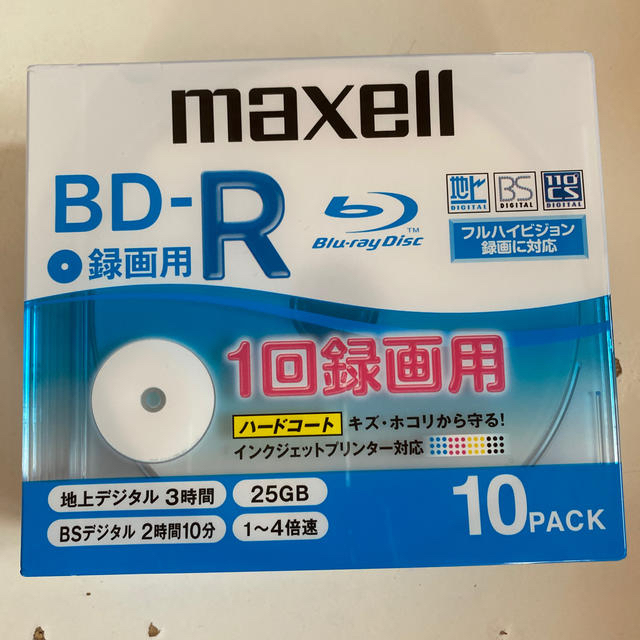 maxell
BD-R
録画用
Blu-ray Disc™
地上 DIGITAL
BS DIGITAL
110°CS DIGITAL
フルハイビジョン
録画に対応
1回録画用
ハードコート キズ・ホコリから守る!
インクジェットプリンター対応
地上デジタル 3時間
25GB
BSデジタル 2時間10分
1~4倍速
10PACK